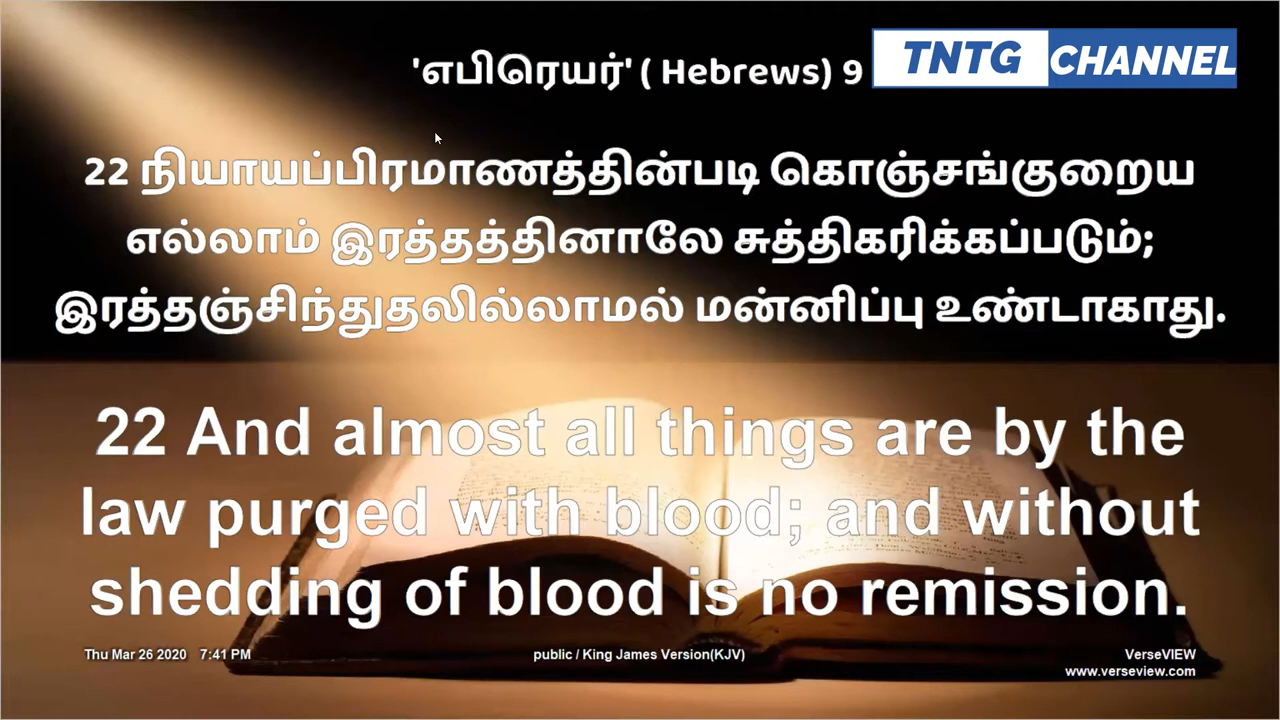 'எபிரெயர்' ( Hebrews) 9
TNTG CHANNEL
22 நியாயப்பிரமாணத்தின்படி கொஞ்சங்குறைய
எல்லாம் இரத்தத்தினாலே சுத்திகரிக்கப்படும்;
இரத்தஞ்சிந்துதலில்லாமல் மன்னிப்பு உண்டாகாது.
22 And almost all things are by the
law purged with blood; and without
shedding of blood is no remission.
Thu Mar 26 2020 7:41 PM
public / King James Version(KJV)
VerseVIEW
www.verseview.com